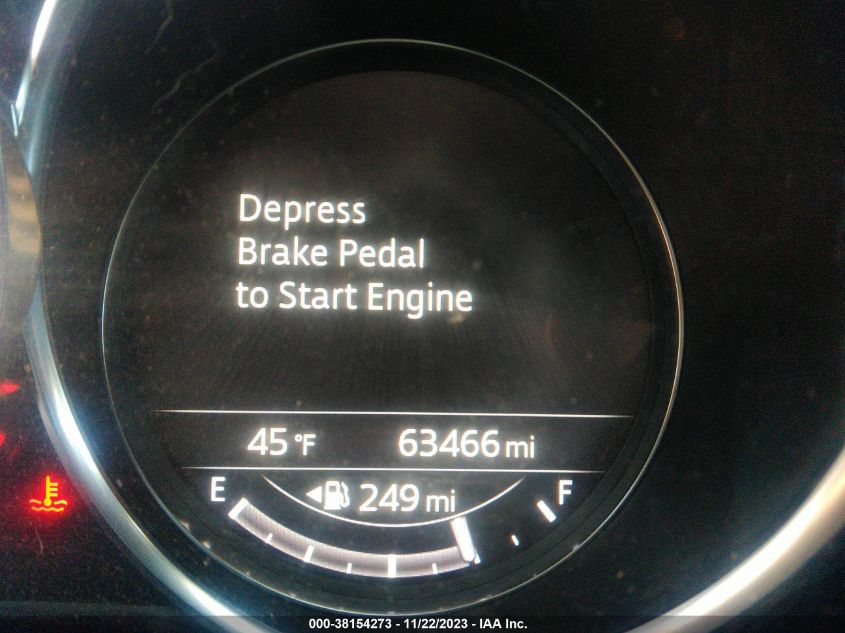 Depress
Brake Pedal
to Start Engine
45 °F 63466 mi
E 249 mi F
000-38154273 - 11/22/2023 - IAA Inc.